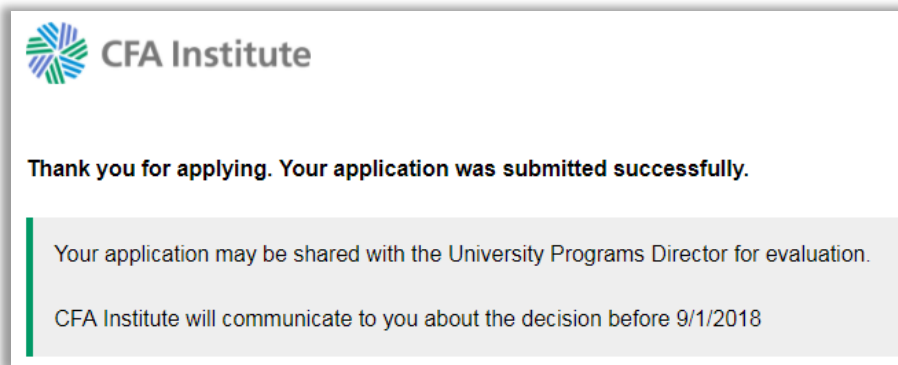 CFA Institute
Thank you for applying. Your application was submitted successfully.
Your application may be shared with the University Programs Director for evaluation.
CFA Institute will communicate to you about the decision before 9/1/2018